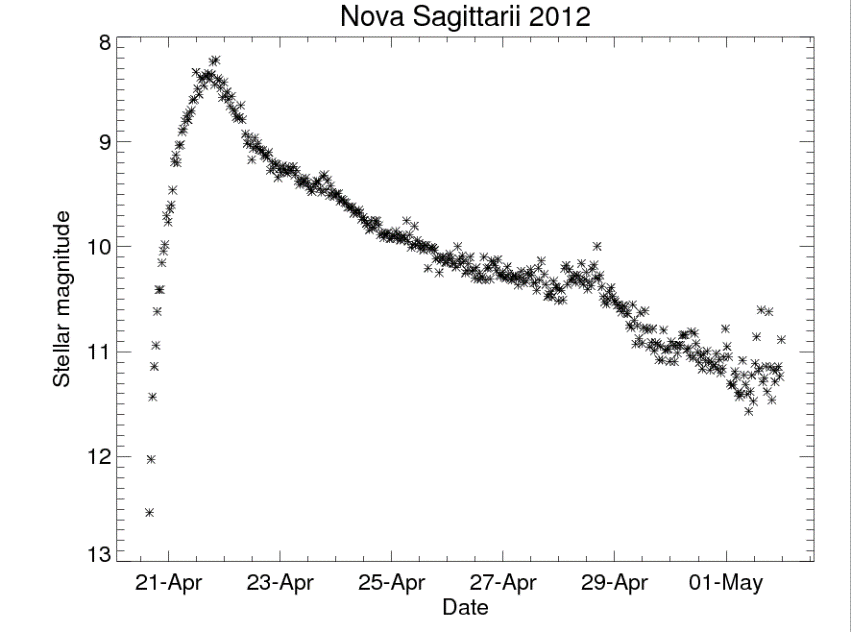 Nova Sagittarii 2012
8
9
10
11
12
13
Stellar magnitude
21-Apr 23-Apr 25-Apr 27-Apr 29-Apr 01-May
Date